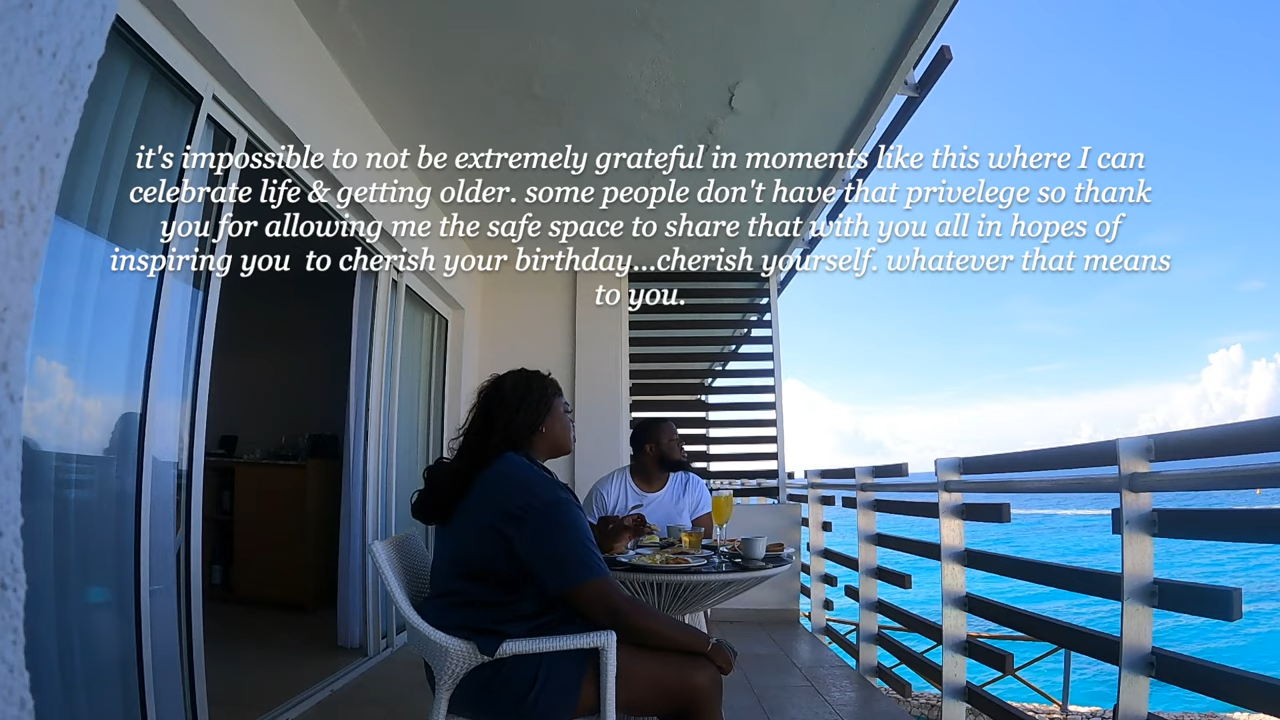 it's impossible to not be extremely grateful in moments like this where I can
celebrate life & getting older. some people don't have that privelege so thank
you for allowing me the safe space to share that with you all in hopes of
inspiring you  to cherish your birthday...cherish yourself. whatever that means
to you.